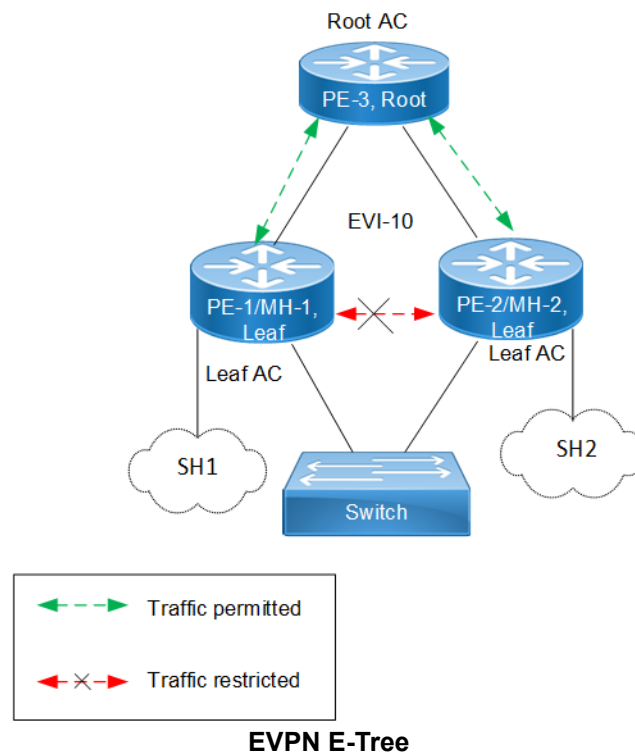 Root AC
PE-3, Root
EVI-10
PE-1/MH-1,
Leaf
PE-2/MH-2,
Leaf
Leaf AC
Leaf AC
SH1
SH2
Switch
Traffic permitted
Traffic restricted
EVPN E-Tree